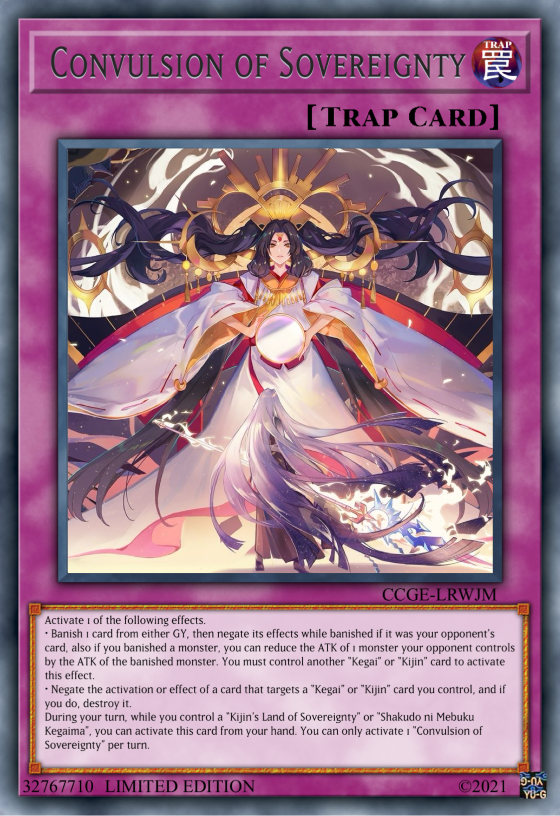 CONVULSION OF SOVEREIGNTY
TRAP
罠
[TRAP CARD]
CCGE-LRWJM
Activate 1 of the following effects.
• Banish 1 card from either GY, then negate its effects while banished if it was your opponent's
card, also if you banished a monster, you can reduce the ATK of 1 monster your opponent controls
by the ATK of the banished monster. You must control another "Kegai" or "Kijin" card to activate
this effect.
• Negate the activation or effect of a card that targets a "Kegai" or "Kijin" card you control, and if
you do, destroy it.
During your turn, while you control a "Kijin's Land of Sovereignty" or "Shakudo ni Mebuku
Kegaima", you can activate this card from your hand. You can only activate 1 "Convulsion of
Sovereignty" per turn.
32767710 LIMITED EDITION
©2021
YU-G
YU-G